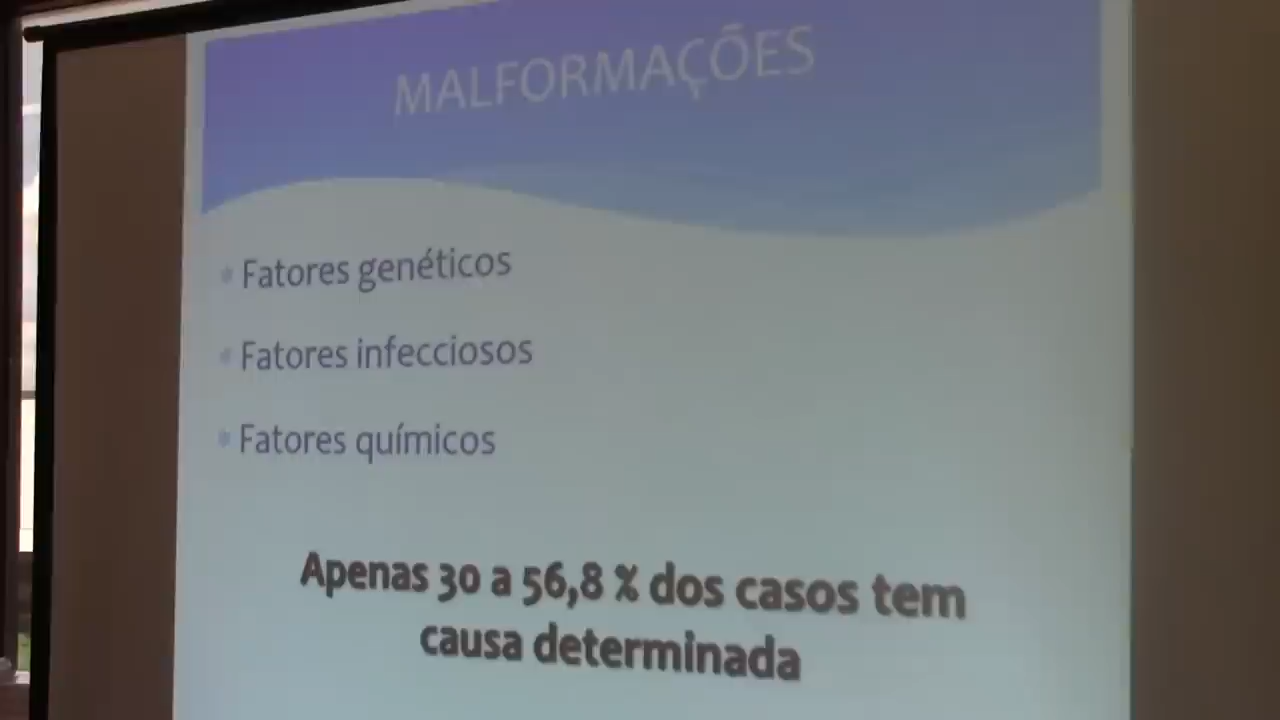 MALFORMAÇÕES
Fatores genéticos
Fatores infecciosos
Fatores químicos
Apenas 30 a 56,8 % dos casos tem
causa determinada